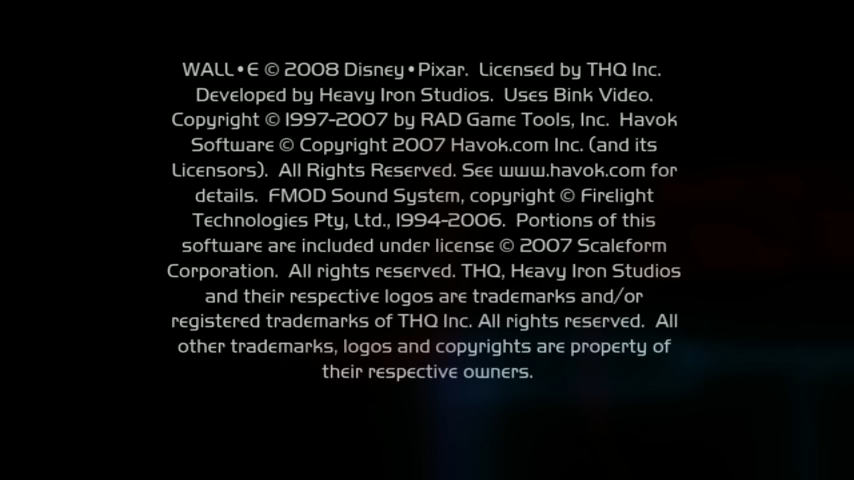 WALL•E © 2008 Disney•Pixar. Licensed by THQ Inc.
Developed by Heavy Iron Studios. Uses Bink Video.
Copyright © 1997-2007 by RAD Game Tools, Inc. Havok
Software © Copyright 2007 Havok.com Inc. (and its
Licensors). All Rights Reserved. See www.havok.com for
details. FMOD Sound System, copyright © Firelight
Technologies Pty, Ltd., 1994-2006. Portions of this
software are included under license © 2007 Scaleform
Corporation. All rights reserved. THQ, Heavy Iron Studios
and their respective logos are trademarks and/or
registered trademarks of THQ Inc. All rights reserved. All
other trademarks, logos and copyrights are property of
their respective owners.